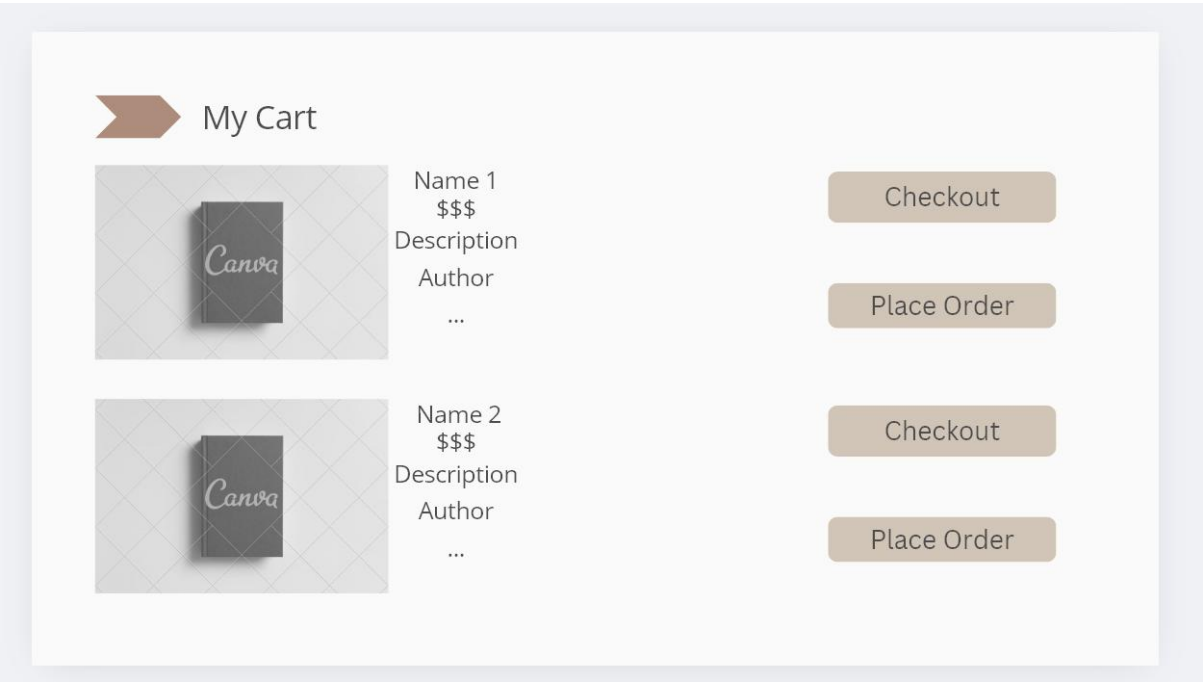 My Cart
Name 1
$$$
Description
Author
...
Checkout
Place Order
Canva
Name 2
$$$
Description
Author
...
Checkout
Place Order
Canva